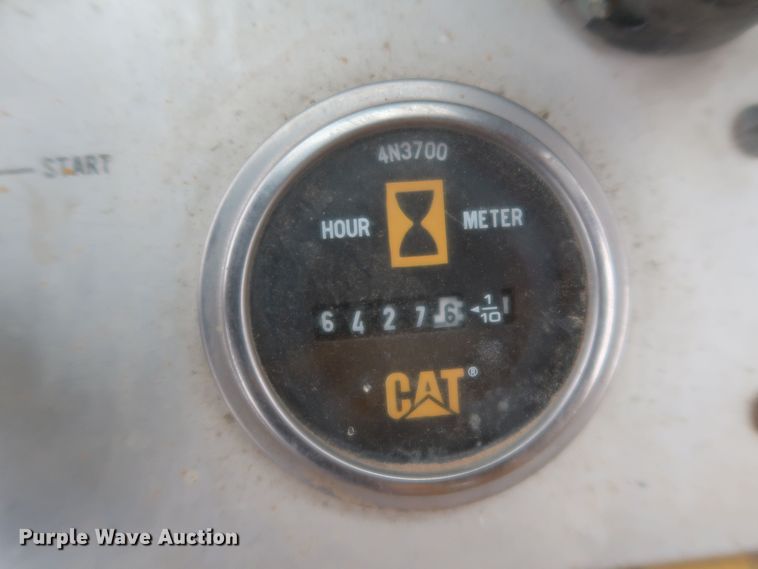 START
4N3700
HOUR METER
6 4 2 7 6 ◄ 1/10
CAT®
Purple Wave Auction